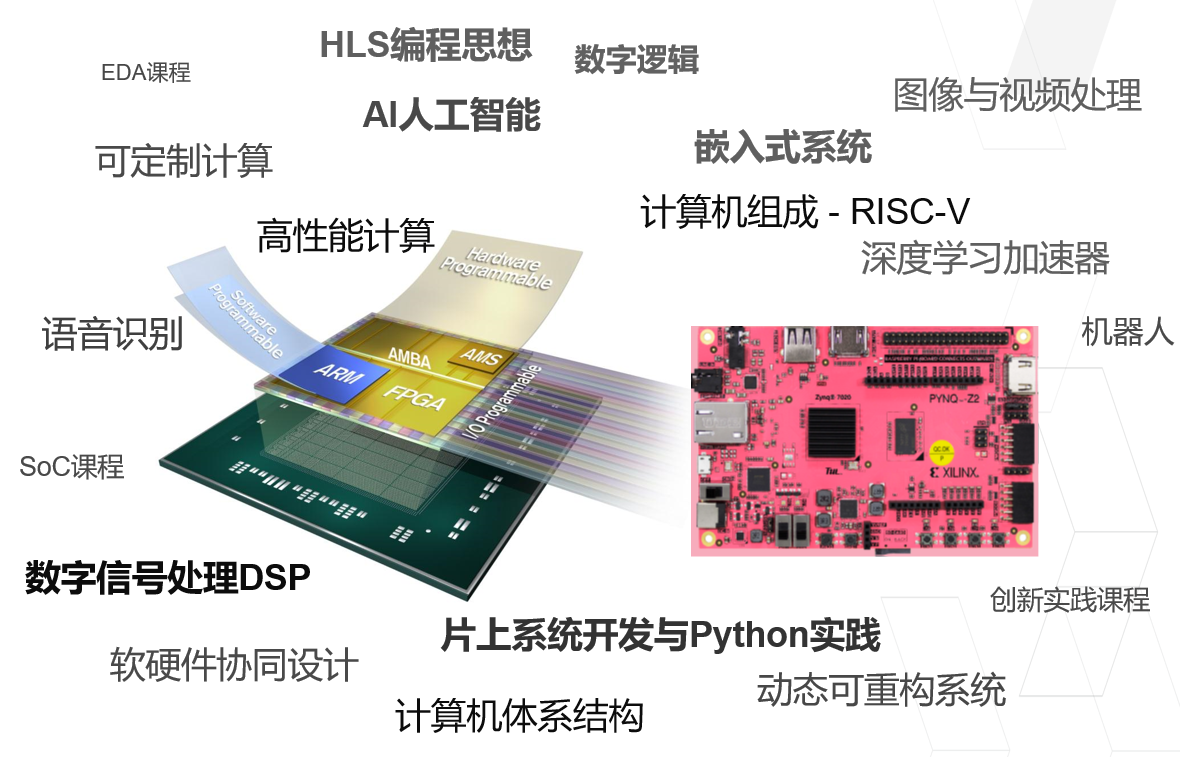 HLS编程思想
数字逻辑
EDA课程
图像与视频处理
AI人工智能
嵌入式系统
可定制计算
计算机组成 - RISC-V
高性能计算
深度学习加速器
Hardware
Programmable
Software
Programmable
语音识别
机器人
AMBA
AMS
ARM
FPGA
I/O Programmable
PYNQ™-Z2
Zynq® 7020
QC.OK
P
XILINX
TUL
SoC课程
数字信号处理DSP
创新实践课程
片上系统开发与Python实践
软硬件协同设计
动态可重构系统
计算机体系结构